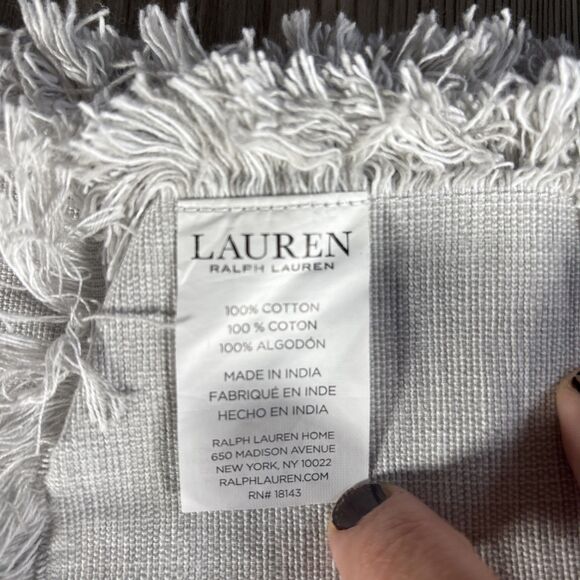 LAUREN
RALPH LAUREN
100% COTTON
100 % COTON
100% ALGODÓN
MADE IN INDIA
FABRIQUÉ EN INDE
HECHO EN INDIA
RALPH LAUREN HOME
650 MADISON AVENUE
NEW YORK, NY 10022
RALPHLAUREN.COM
RN# 18143